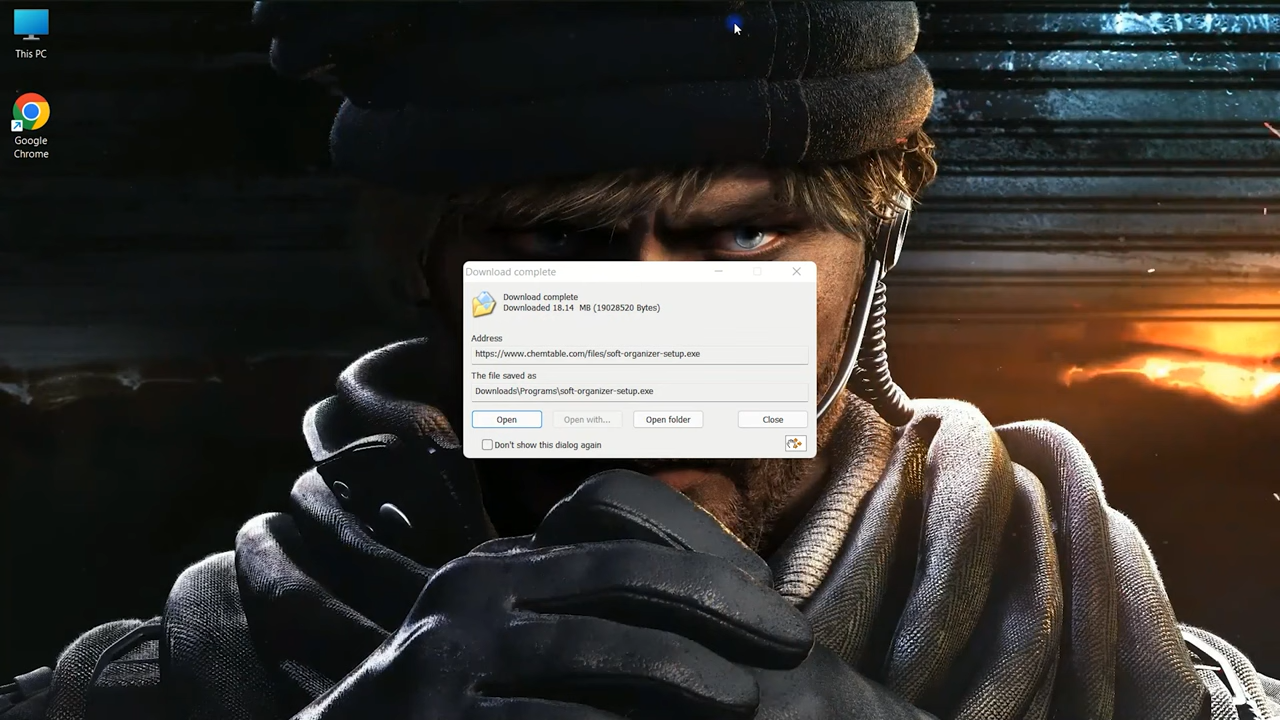 This PC
Google
Chrome
Download complete
Download complete
Downloaded 18.14 MB (19028520 Bytes)
Address
https://www.chemtable.com/files/soft-organizer-setup.exe
The file saved as
Downloads\Programs\soft-organizer-setup.exe
Open
Open with...
Open folder
Close
Don't show this dialog again